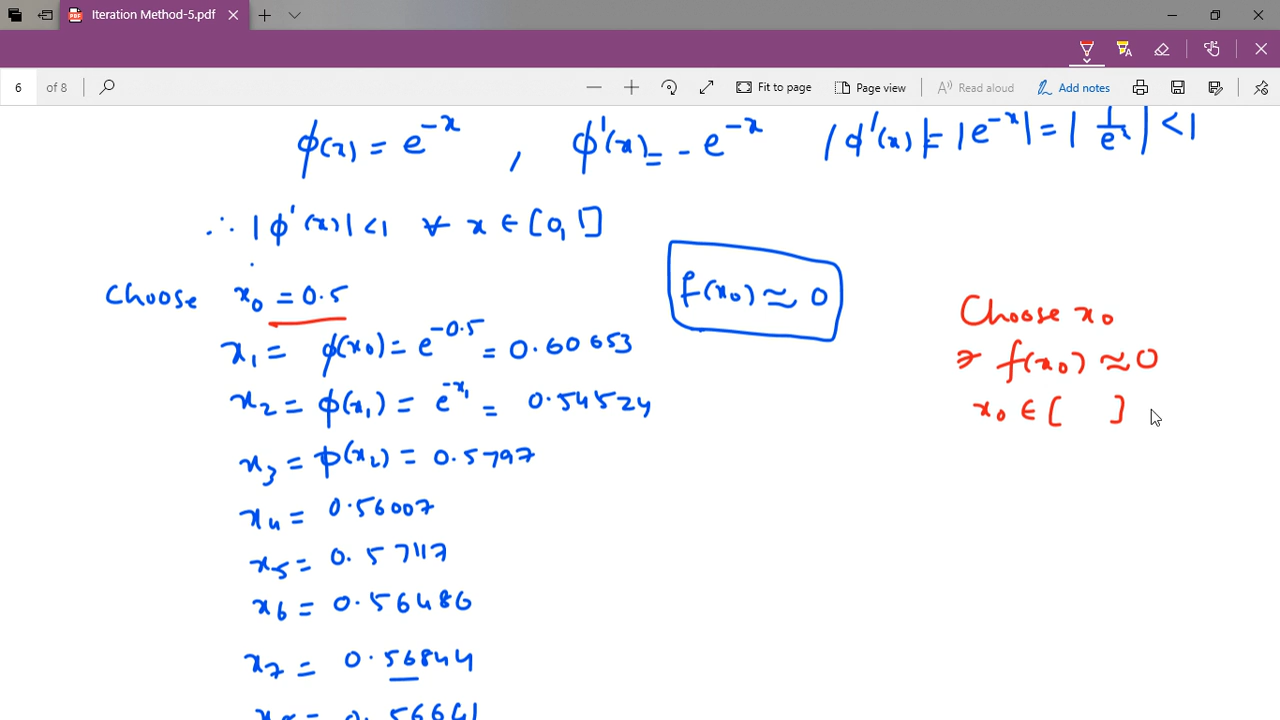 Iteration Method-5.pdf
6 of 8
Fit to page
Page view
Read aloud
Add notes
ϕ(x) = e^{-x} , ϕ'(x) = - e^{-x} |ϕ'(x)| = |e^{-x}| = |1/e^x| < 1
∴ |ϕ'(x)| < 1 ∀ x ∈ [0,1]
Choose x₀ = 0.5
f(x₀) ≈ 0
x₁ = ϕ(x₀) = e^{-0.5} = 0.60653
x₂ = ϕ(x₁) = e^{-x₁} = 0.54524
x₃ = ϕ(x₂) = 0.5797
x₄ = 0.56007
x₅ = 0.57117
x₆ = 0.56486
x₇ = 0.56844
x₈ = 0.56641
Choose x₀
∋ f(x₀) ≈ 0
x₀ ∈ [ ]